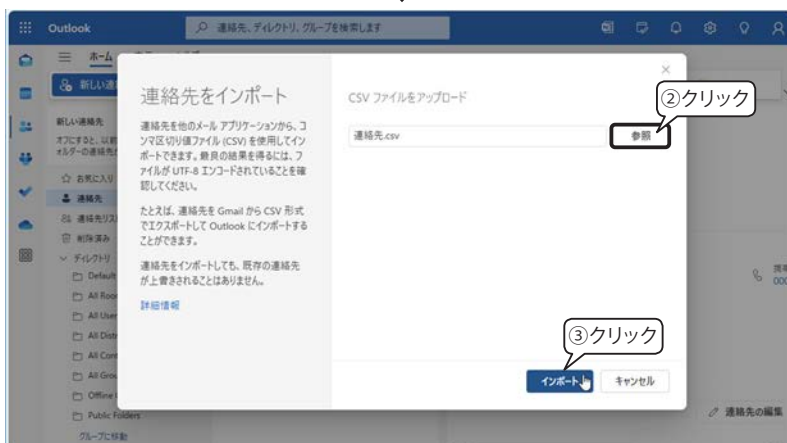 Outlook
連絡先、ディレクトリ、グループを検索します
ホーム
新しい連
新しい連絡先
オフにすると、以前
ォルダーの連絡先が
お気に入り
連絡先
連絡先リス
削除済み
ディレクトリ
Default
All Roo
All User
All Distr
All Cont
All Grou
Offline
Public Folders
グループに移動
連絡先をインポート
連絡先を他のメール アプリケーションから、コ
ンマ区切り値ファイル (CSV) を使用してイン
ポートできます。最良の結果を得るには、フ
ァイルが UTF-8 エンコードされていることを確
認してください。
たとえば、連絡先を Gmail から CSV 形式
でエクスポートして Outlook にインポートする
ことができます。
連絡先をインポートしても、既存の連絡先
が上書きされることはありません。
詳細情報
CSV ファイルをアップロード
連絡先.csv
参照
②クリック
③クリック
インポート
キャンセル
携帯
000
連絡先の編集